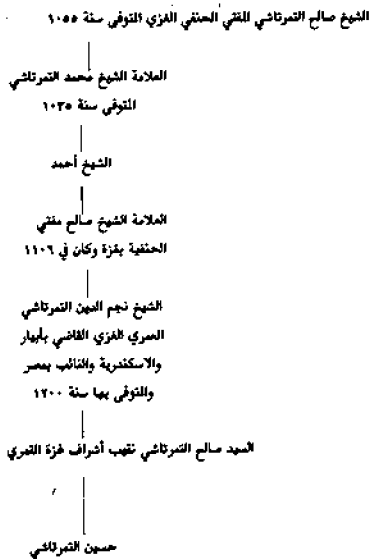 الشيخ صالح التمرتاشي المفتي الحنفي الغزي المتوفى سنة ١٠٥٥
العلامة الشيخ محمد التمرتاشي
المتوفى سنة ١٠٣٥
الشيخ أحمد
العلامة الشيخ صالح مفتي
الحنفية بغزة وكان في ١١٠٦
الشيخ نجم الدين التمرتاشي
العمري الغزي القاضي بأبيار
والاسكندرية والنائب بمصر
والمتوفى بها سنة ١٢٠٠
السيد صالح التمرتاشي نقيب أشراف غزة العمري
حسين التمرتاشي